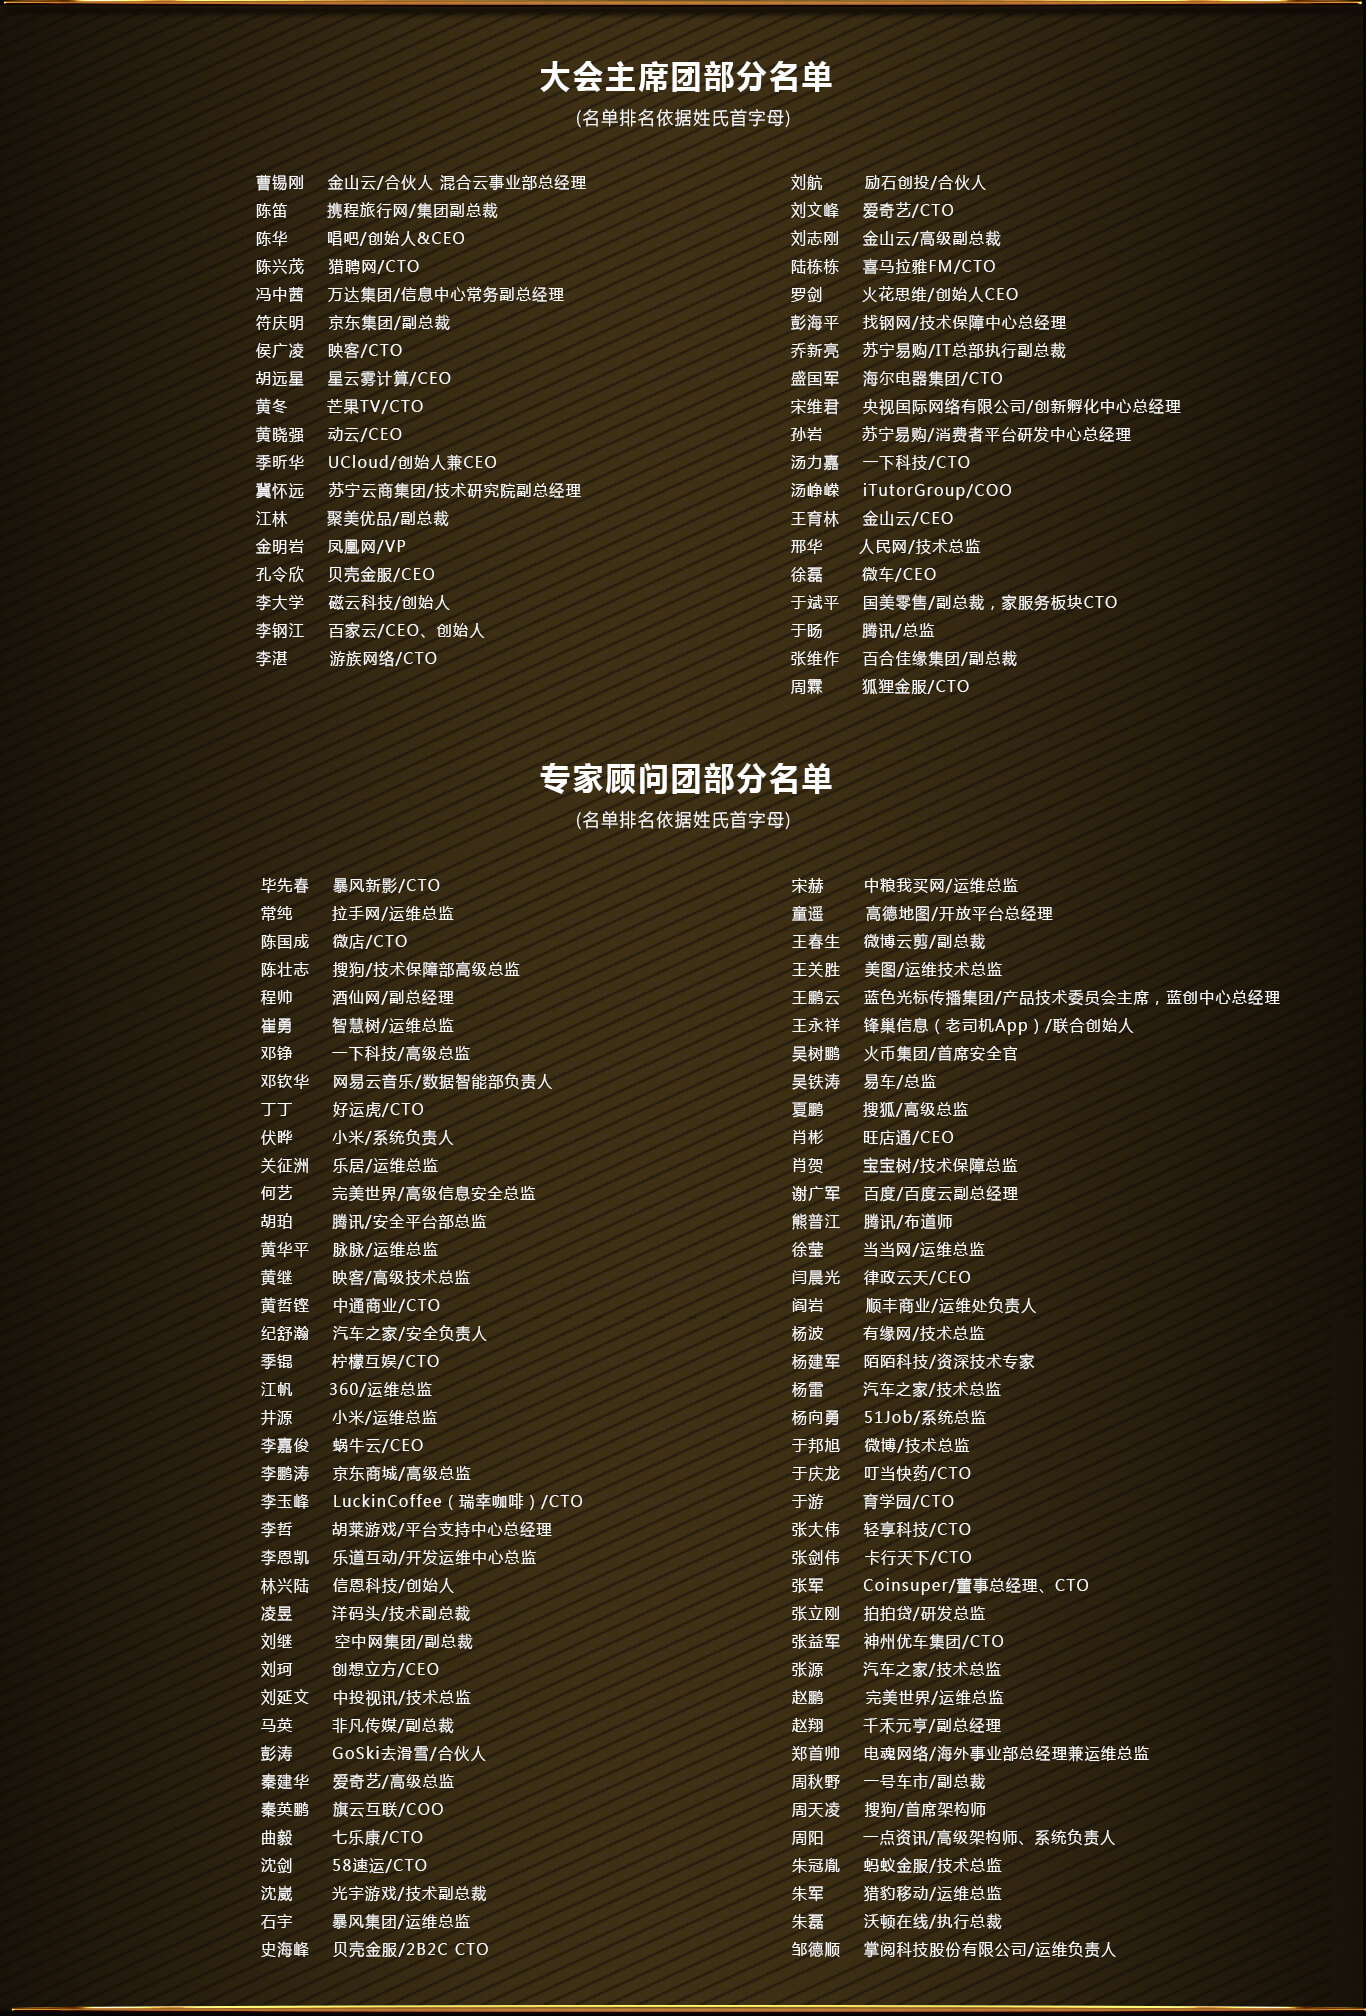 大会主席团部分名单
(名单排名依据姓氏首字母)
曹锡刚 金山云/合伙人 混合云事业部总经理
陈笛 携程旅行网/集团副总裁
陈华 唱吧/创始人&CEO
陈兴茂 猎聘网/CTO
冯中茜 万达集团/信息中心常务副总经理
符庆明 京东集团/副总裁
侯广凌 映客/CTO
胡远星 星云雾计算/CEO
黄冬 芒果TV/CTO
黄晓强 动云/CEO
季昕华 UCloud/创始人兼CEO
冀怀远 苏宁云商集团/技术研究院副总经理
江林 聚美优品/副总裁
金明岩 凤凰网/VP
孔令欣 贝壳金服/CEO
李大学 磁云科技/创始人
李钢江 百家云/CEO、创始人
李湛 游族网络/CTO
刘航 励石创投/合伙人
刘文峰 爱奇艺/CTO
刘志刚 金山云/高级副总裁
陆栋栋 喜马拉雅FM/CTO
罗剑 火花思维/创始人CEO
彭海平 找钢网/技术保障中心总经理
乔新亮 苏宁易购/IT总部执行副总裁
盛国军 海尔电器集团/CTO
宋维君 央视国际网络有限公司/创新孵化中心总经理
孙岩 苏宁易购/消费者平台研发中心总经理
汤力嘉 一下科技/CTO
汤峥嵘 iTutorGroup/COO
王育林 金山云/CEO
邢华 人民网/技术总监
徐磊 微车/CEO
于斌平 国美零售/副总裁，家服务板块CTO
于旸 腾讯/总监
张维作 百合佳缘集团/副总裁
周霖 狐狸金服/CTO
专家顾问团部分名单
(名单排名依据姓氏首字母)
毕先春 暴风新影/CTO
常纯 拉手网/运维总监
陈国成 微店/CTO
陈壮志 搜狗/技术保障部高级总监
程帅 酒仙网/副总经理
崔勇 智慧树/运维总监
邓铮 一下科技/高级总监
邓钦华 网易云音乐/数据智能部负责人
丁丁 好运虎/CTO
伏晔 小米/系统负责人
关征洲 乐居/运维总监
何艺 完美世界/高级信息安全总监
胡珀 腾讯/安全平台部总监
黄华平 脉脉/运维总监
黄继 映客/高级技术总监
黄哲铿 中通商业/CTO
纪舒瀚 汽车之家/安全负责人
季锟 柠檬互娱/CTO
江帆 360/运维总监
井源 小米/运维总监
李嘉俊 蜗牛云/CEO
李鹏涛 京东商城/高级总监
李玉峰 LuckinCoffee（瑞幸咖啡）/CTO
李哲 胡莱游戏/平台支持中心总经理
李恩凯 乐道互动/开发运维中心总监
林兴陆 信恩科技/创始人
凌昱 洋码头/技术副总裁
刘继 空中网集团/副总裁
刘珂 创想立方/CEO
刘延文 中投视讯/技术总监
马英 非凡传媒/副总裁
彭涛 GoSki去滑雪/合伙人
秦建华 爱奇艺/高级总监
秦英鹏 旗云互联/COO
曲毅 七乐康/CTO
沈剑 58速运/CTO
沈崴 光宇游戏/技术副总裁
石宇 暴风集团/运维总监
史海峰 贝壳金服/2B2C CTO
宋赫 中粮我买网/运维总监
童遥 高德地图/开放平台总经理
王春生 微博云剪/副总裁
王关胜 美图/运维技术总监
王鹏云 蓝色光标传播集团/产品技术委员会主席，蓝创中心总经理
王永祥 锋巢信息（老司机App）/联合创始人
吴树鹏 火币集团/首席安全官
吴铁涛 易车/总监
夏鹏 搜狐/高级总监
肖彬 旺店通/CEO
肖贺 宝宝树/技术保障总监
谢广军 百度/百度云副总经理
熊普江 腾讯/布道师
徐莹 当当网/运维总监
闫晨光 律政云天/CEO
阎岩 顺丰商业/运维处负责人
杨波 有缘网/技术总监
杨建军 陌陌科技/资深技术专家
杨雷 汽车之家/技术总监
杨向勇 51Job/系统总监
于邦旭 微博/技术总监
于庆龙 叮当快药/CTO
于游 育学园/CTO
张大伟 轻享科技/CTO
张剑伟 卡行天下/CTO
张军 Coinsuper/董事总经理、CTO
张立刚 拍拍贷/研发总监
张益军 神州优车集团/CTO
张源 汽车之家/技术总监
赵鹏 完美世界/运维总监
赵翔 千禾元亨/副总经理
郑首帅 电魂网络/海外事业部总经理兼运维总监
周秋野 一号车市/副总裁
周天凌 搜狗/首席架构师
周阳 一点资讯/高级架构师、系统负责人
朱冠胤 蚂蚁金服/技术总监
朱军 猎豹移动/运维总监
朱磊 沃顿在线/执行总裁
邹德顺 掌阅科技股份有限公司/运维负责人